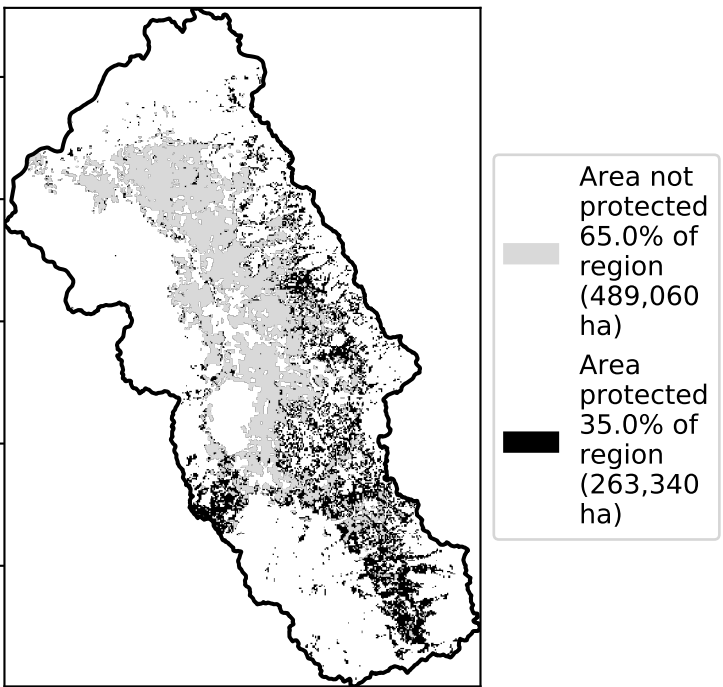 Area not
protected
65.0% of
region
(489,060
ha)
Area
protected
35.0% of
region
(263,340
ha)